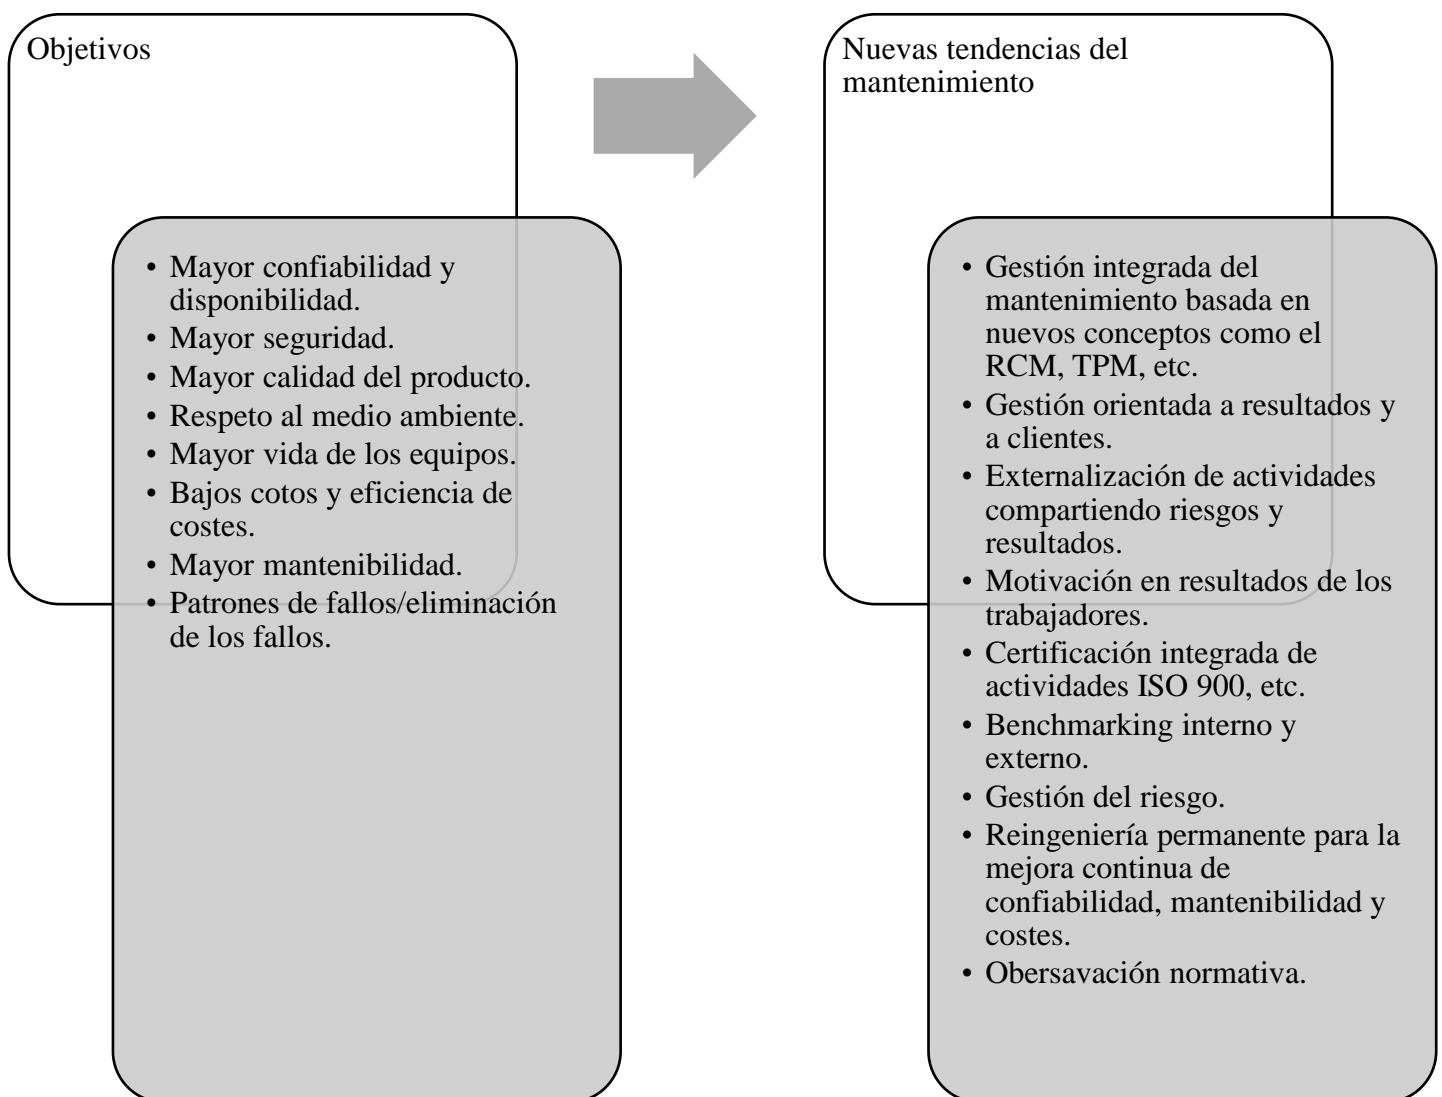 Objetivos
• Mayor confiabilidad y
disponibilidad.
• Mayor seguridad.
• Mayor calidad del producto.
• Respeto al medio ambiente.
• Mayor vida de los equipos.
• Bajos cotos y eficiencia de
costes.
• Mayor mantenibilidad.
• Patrones de fallos/eliminación
de los fallos.
Nuevas tendencias del
mantenimiento
• Gestión integrada del
mantenimiento basada en
nuevos conceptos como el
RCM, TPM, etc.
• Gestión orientada a resultados y
a clientes.
• Externalización de actividades
compartiendo riesgos y
resultados.
• Motivación en resultados de los
trabajadores.
• Certificación integrada de
actividades ISO 900, etc.
• Benchmarking interno y
externo.
• Gestión del riesgo.
• Reingeniería permanente para la
mejora continua de
confiabilidad, mantenibilidad y
costes.
• Obersavación normativa.